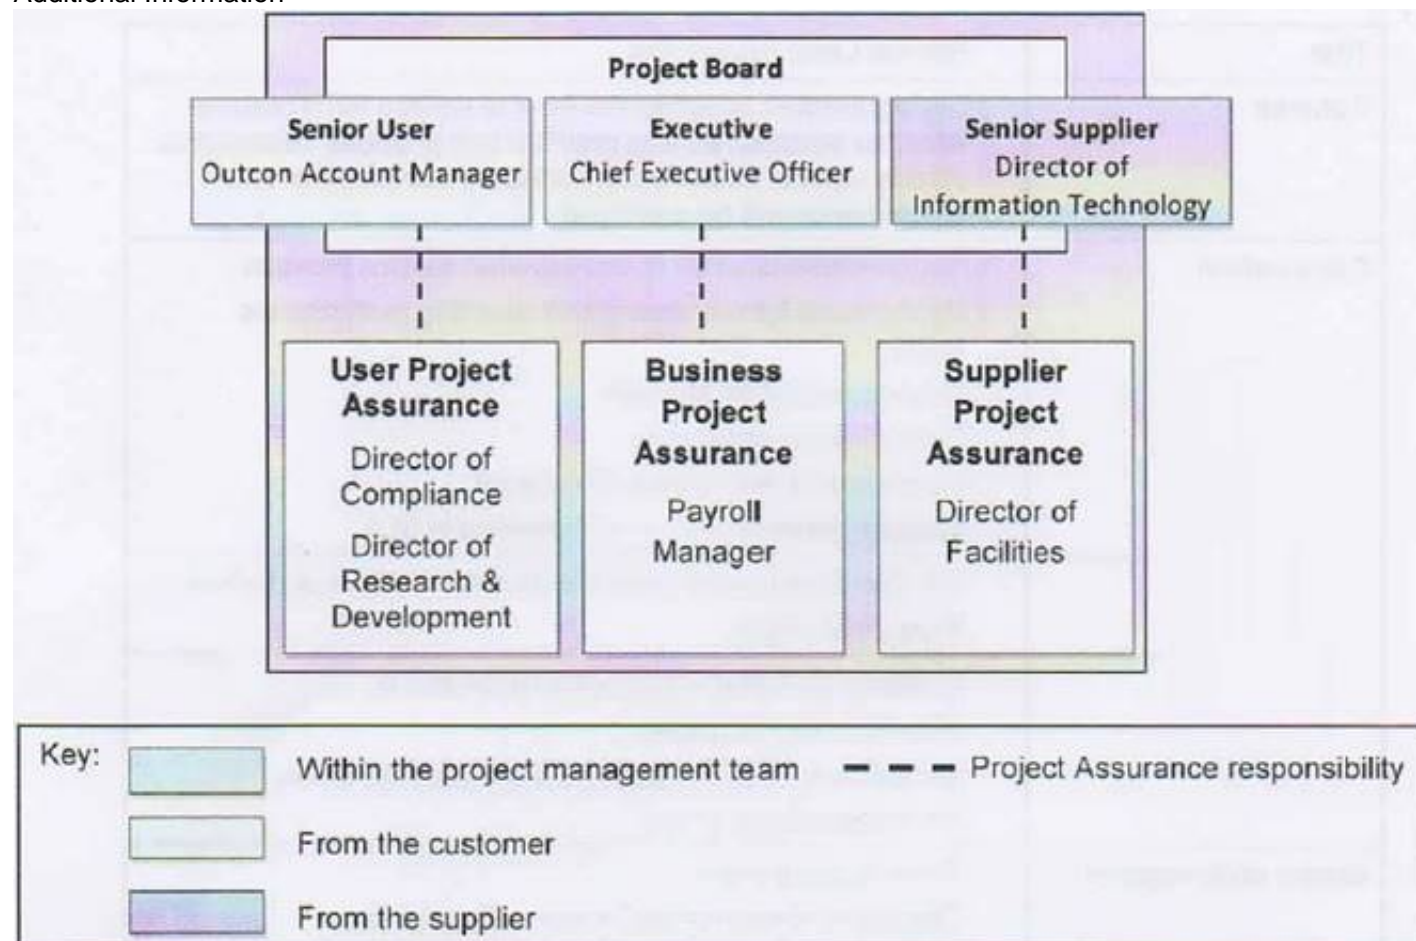 Additional Information
Project Board
Senior User
Outcon Account Manager
Executive
Chief Executive Officer
Senior Supplier
Director of
Information Technology
User Project
Assurance
Director of
Compliance
Director of
Research &
Development
Business
Project
Assurance
Payroll
Manager
Supplier
Project
Assurance
Director of
Facilities
Key:
Within the project management team
Project Assurance responsibility
From the customer
From the supplier